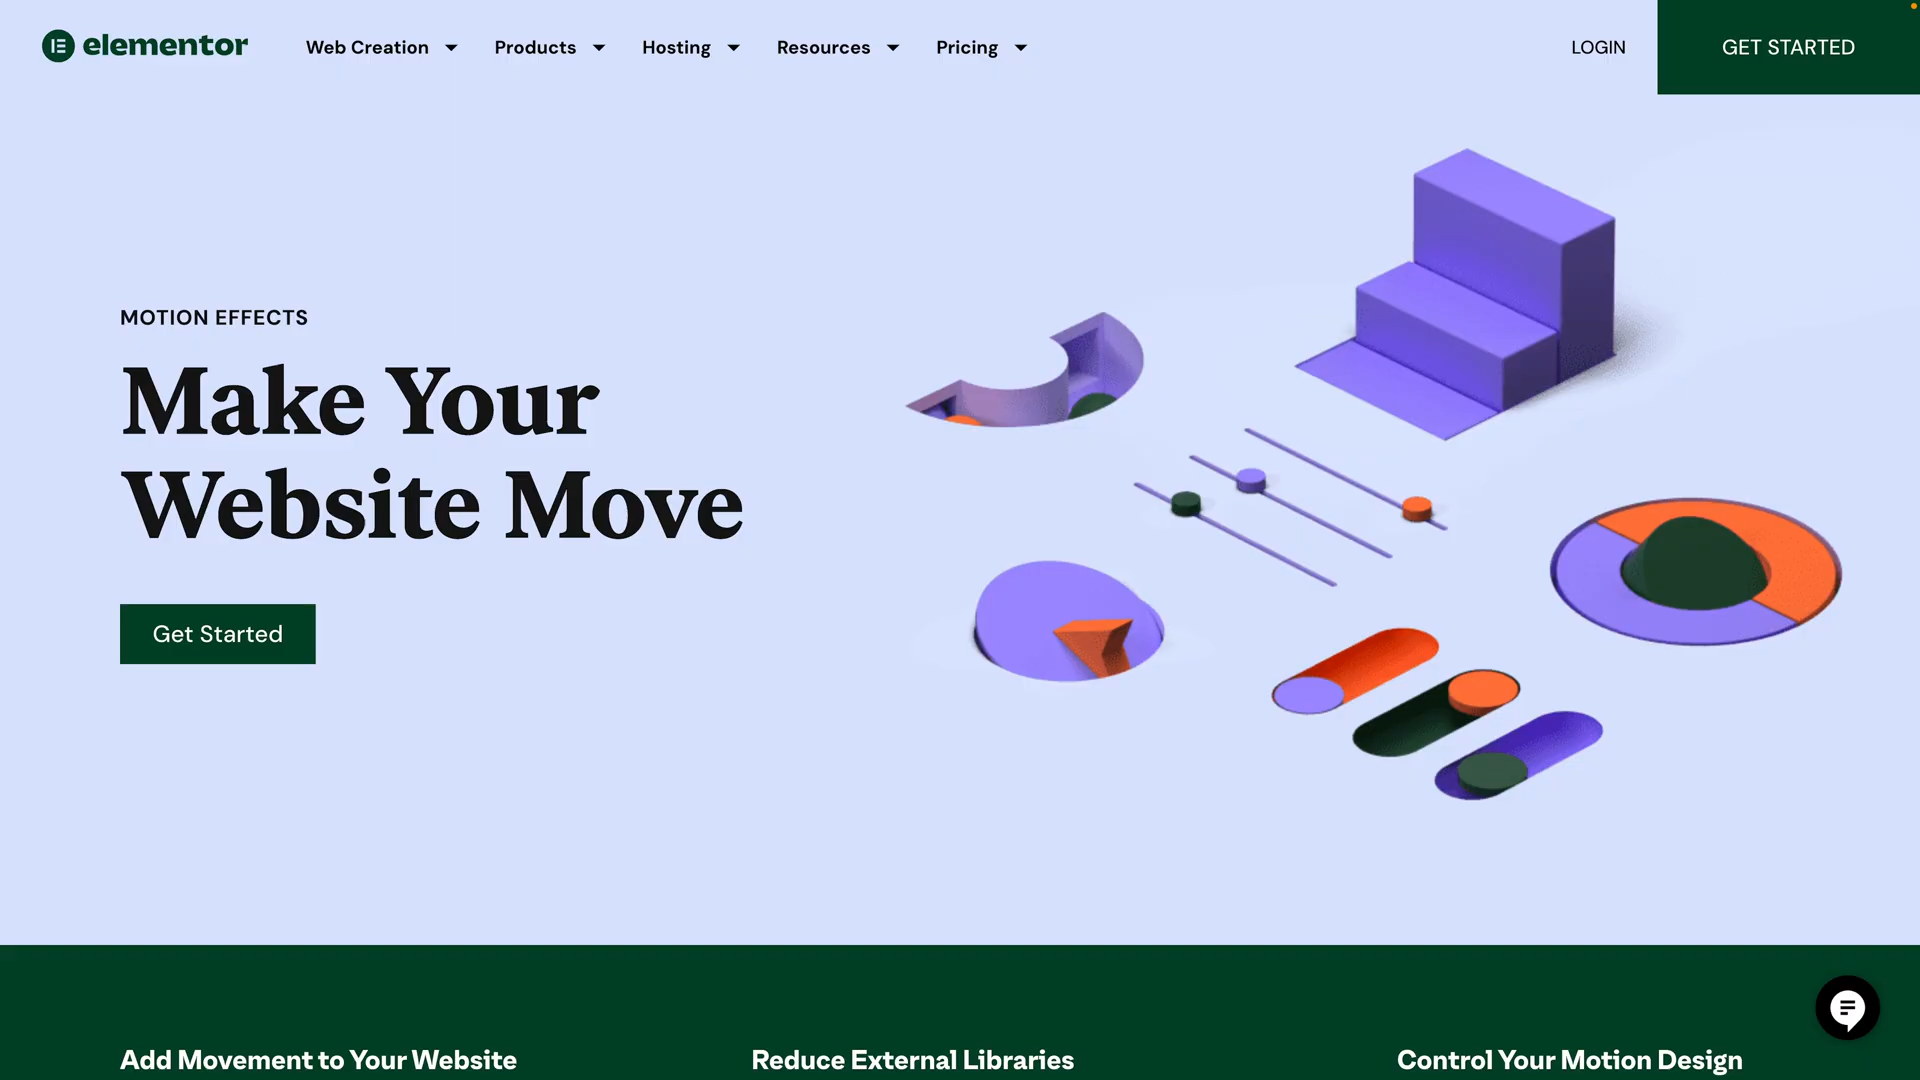 elementor
Web Creation
Products
Hosting
Resources
Pricing
LOGIN
GET STARTED
MOTION EFFECTS
Make Your
Website Move
Get Started
Add Movement to Your Website
Reduce External Libraries
Control Your Motion Design